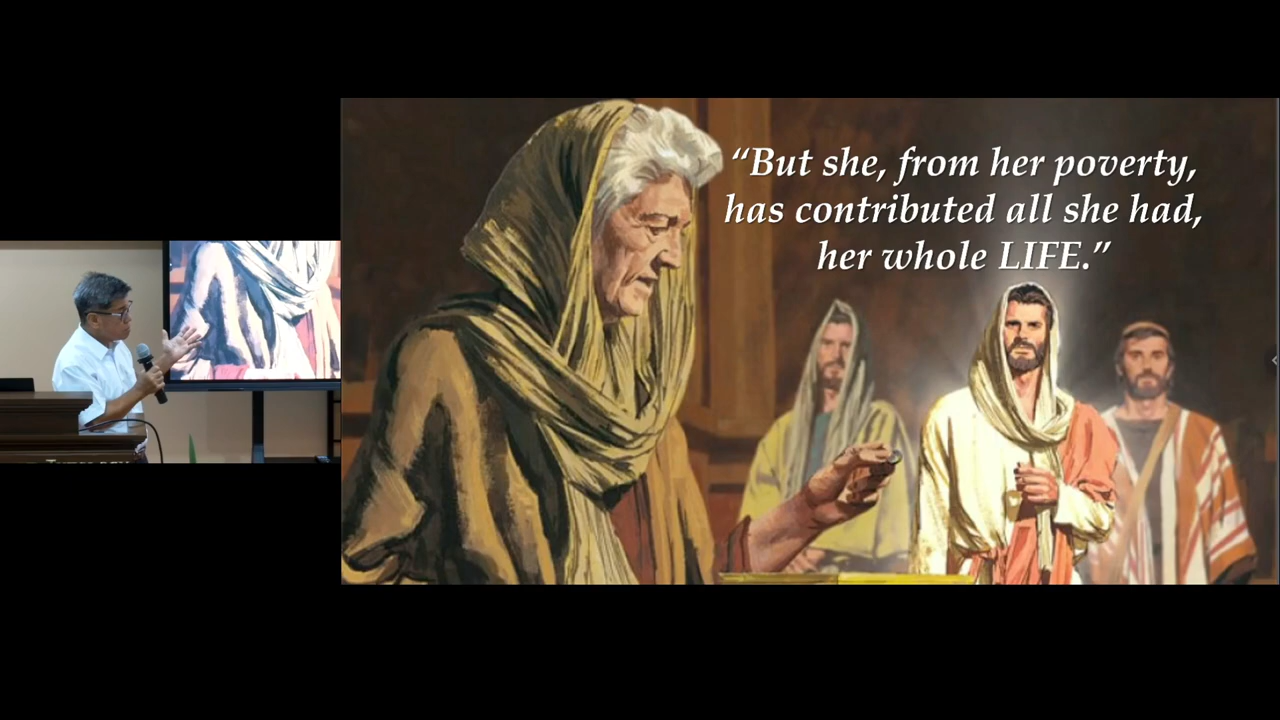 “But she, from her poverty,
has contributed all she had,
her whole LIFE.”